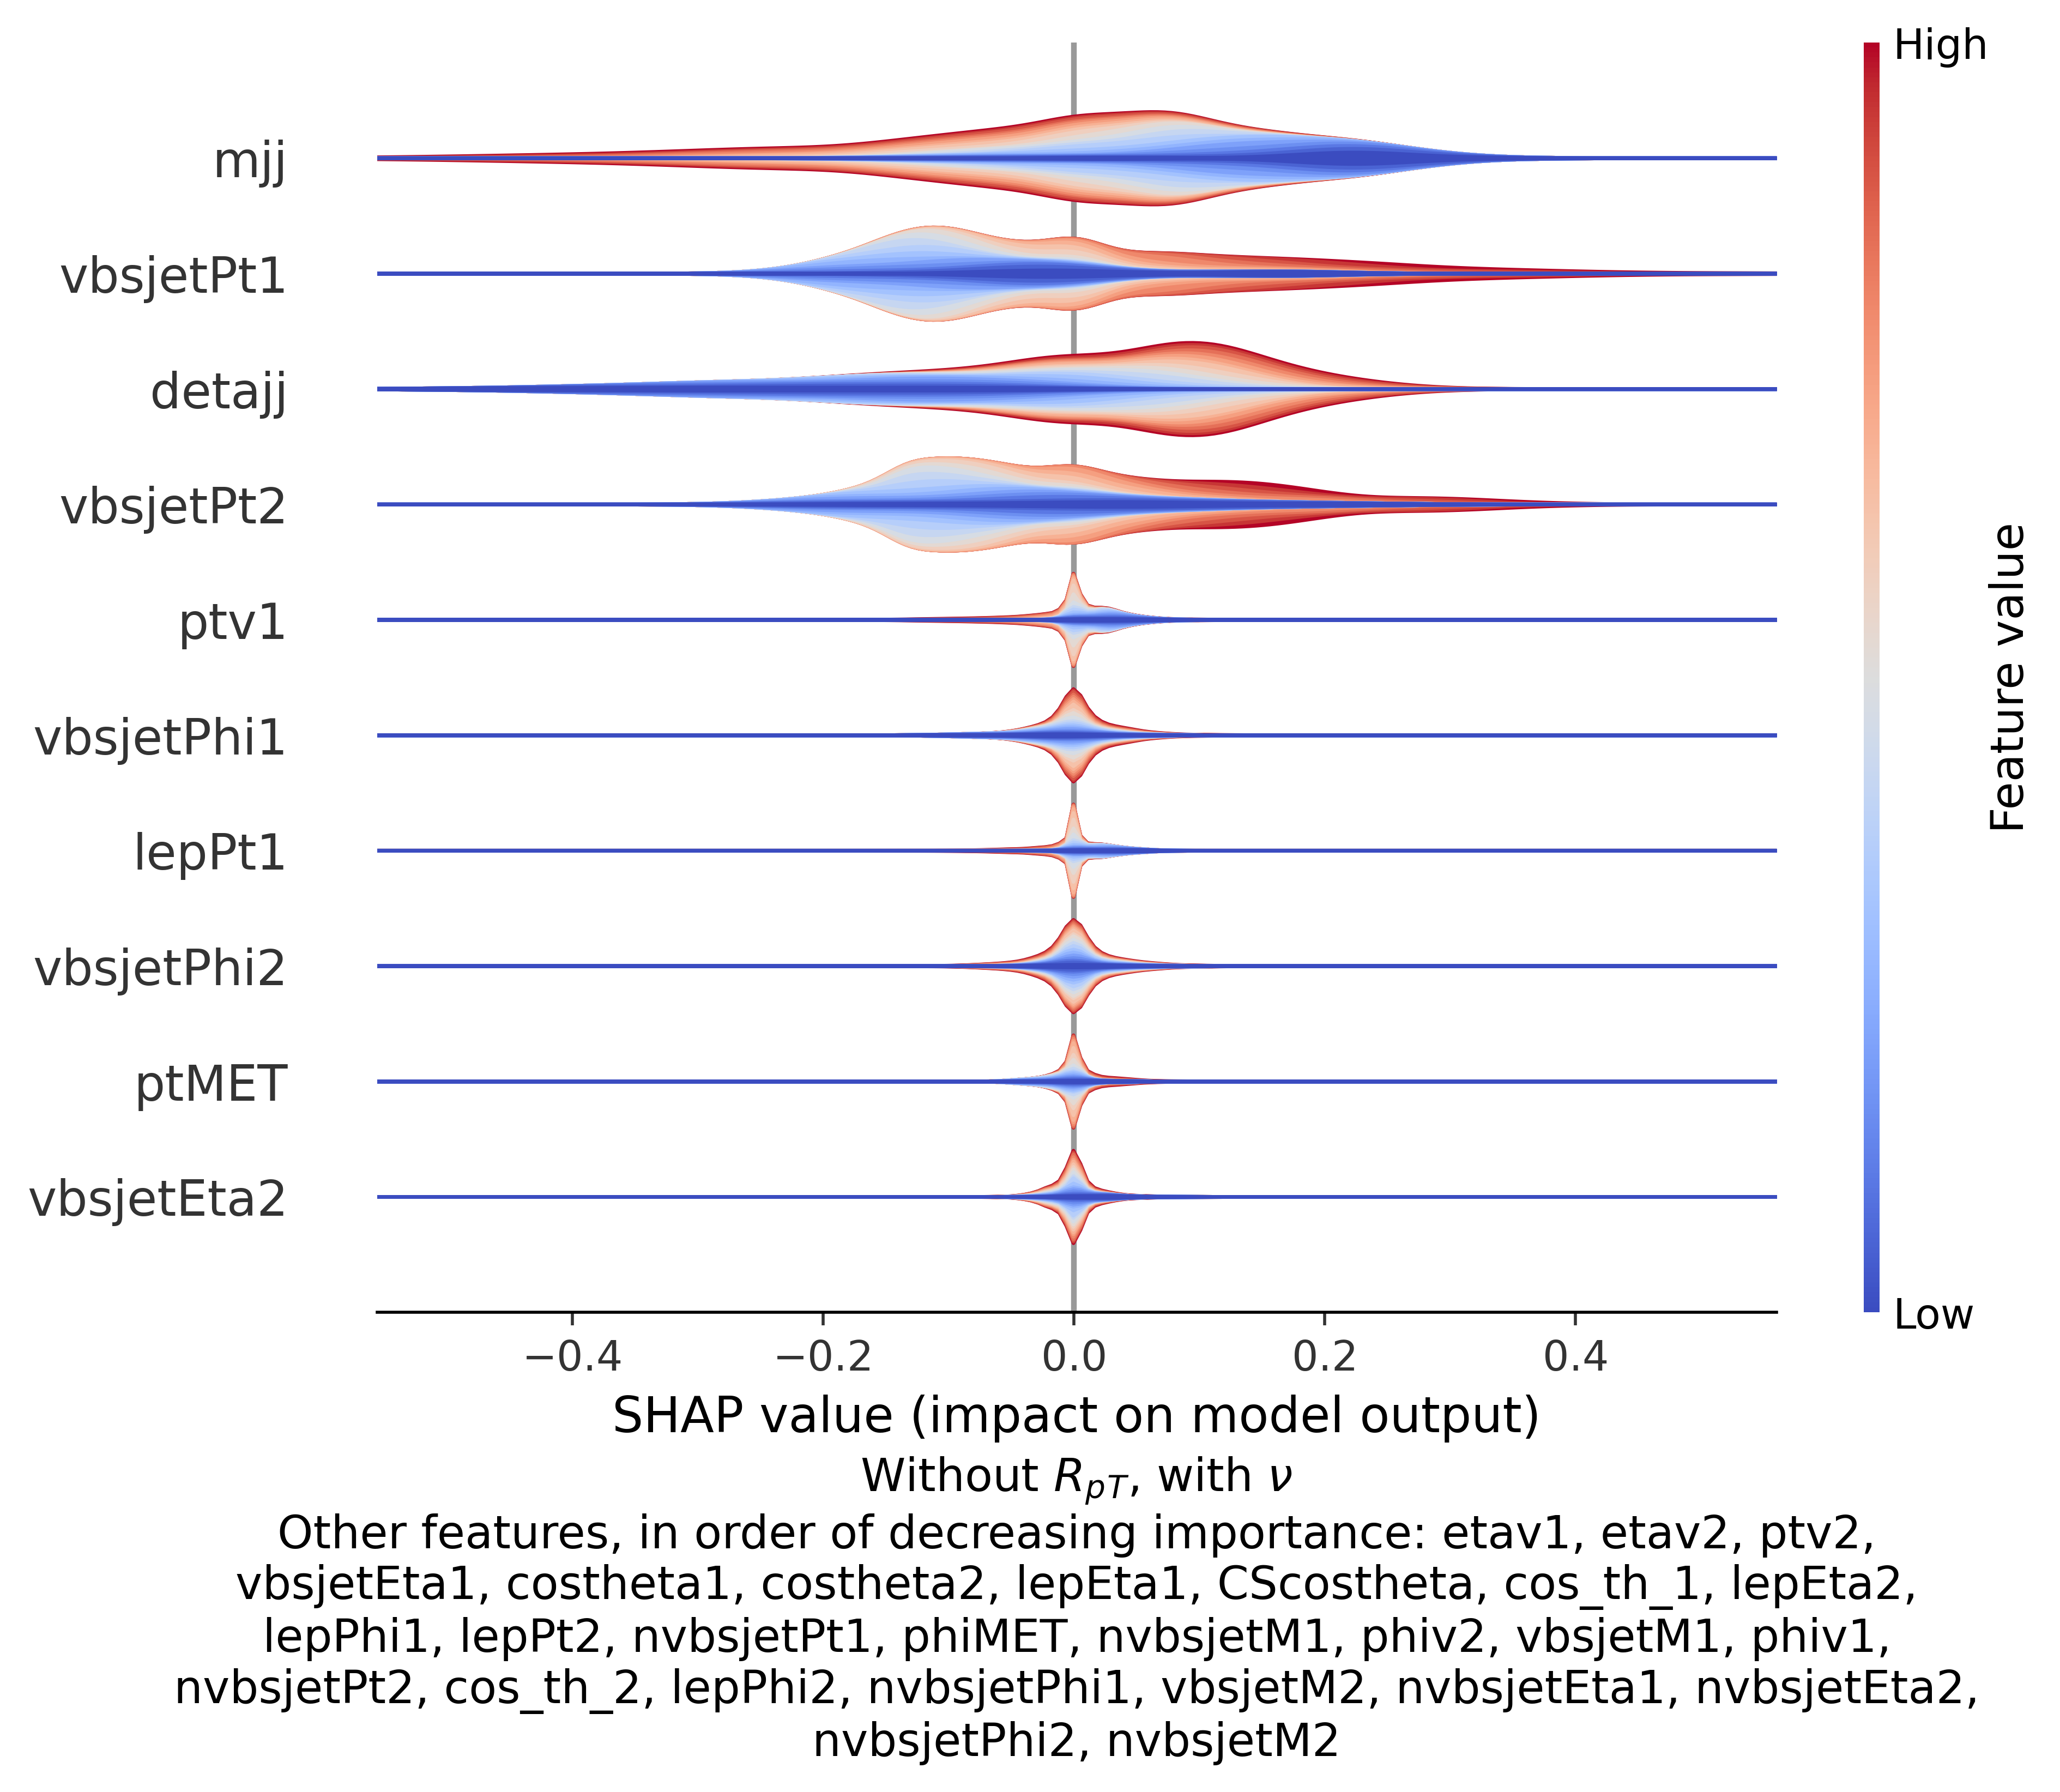 High
mjj
vbsjetPt1
detajj
vbsjetPt2
ptv1
vbsjetPhi1
lepPt1
vbsjetPhi2
ptMET
vbsjetEta2
Feature value
Low
−0.4 −0.2 0.0 0.2 0.4
SHAP value (impact on model output)
Without $R_{pT}$, with ν
Other features, in order of decreasing importance: etav1, etav2, ptv2,
vbsjetEta1, costheta1, costheta2, lepEta1, CScostheta, cos_th_1, lepEta2,
lepPhi1, lepPt2, nvbsjetPt1, phiMET, nvbsjetM1, phiv2, vbsjetM1, phiv1,
nvbsjetPt2, cos_th_2, lepPhi2, nvbsjetPhi1, vbsjetM2, nvbsjetEta1, nvbsjetEta2,
nvbsjetPhi2, nvbsjetM2